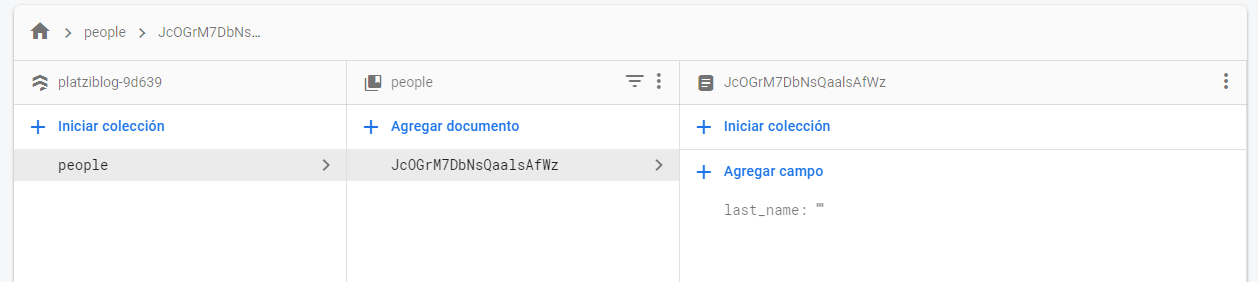 people JcOGrM7DbNs...
platziblog-9d639
people
JcOGrM7DbNsQaalsAfWz
Iniciar colección
Agregar documento
Iniciar colección
people
JcOGrM7DbNsQaalsAfWz
Agregar campo
last_name: ""